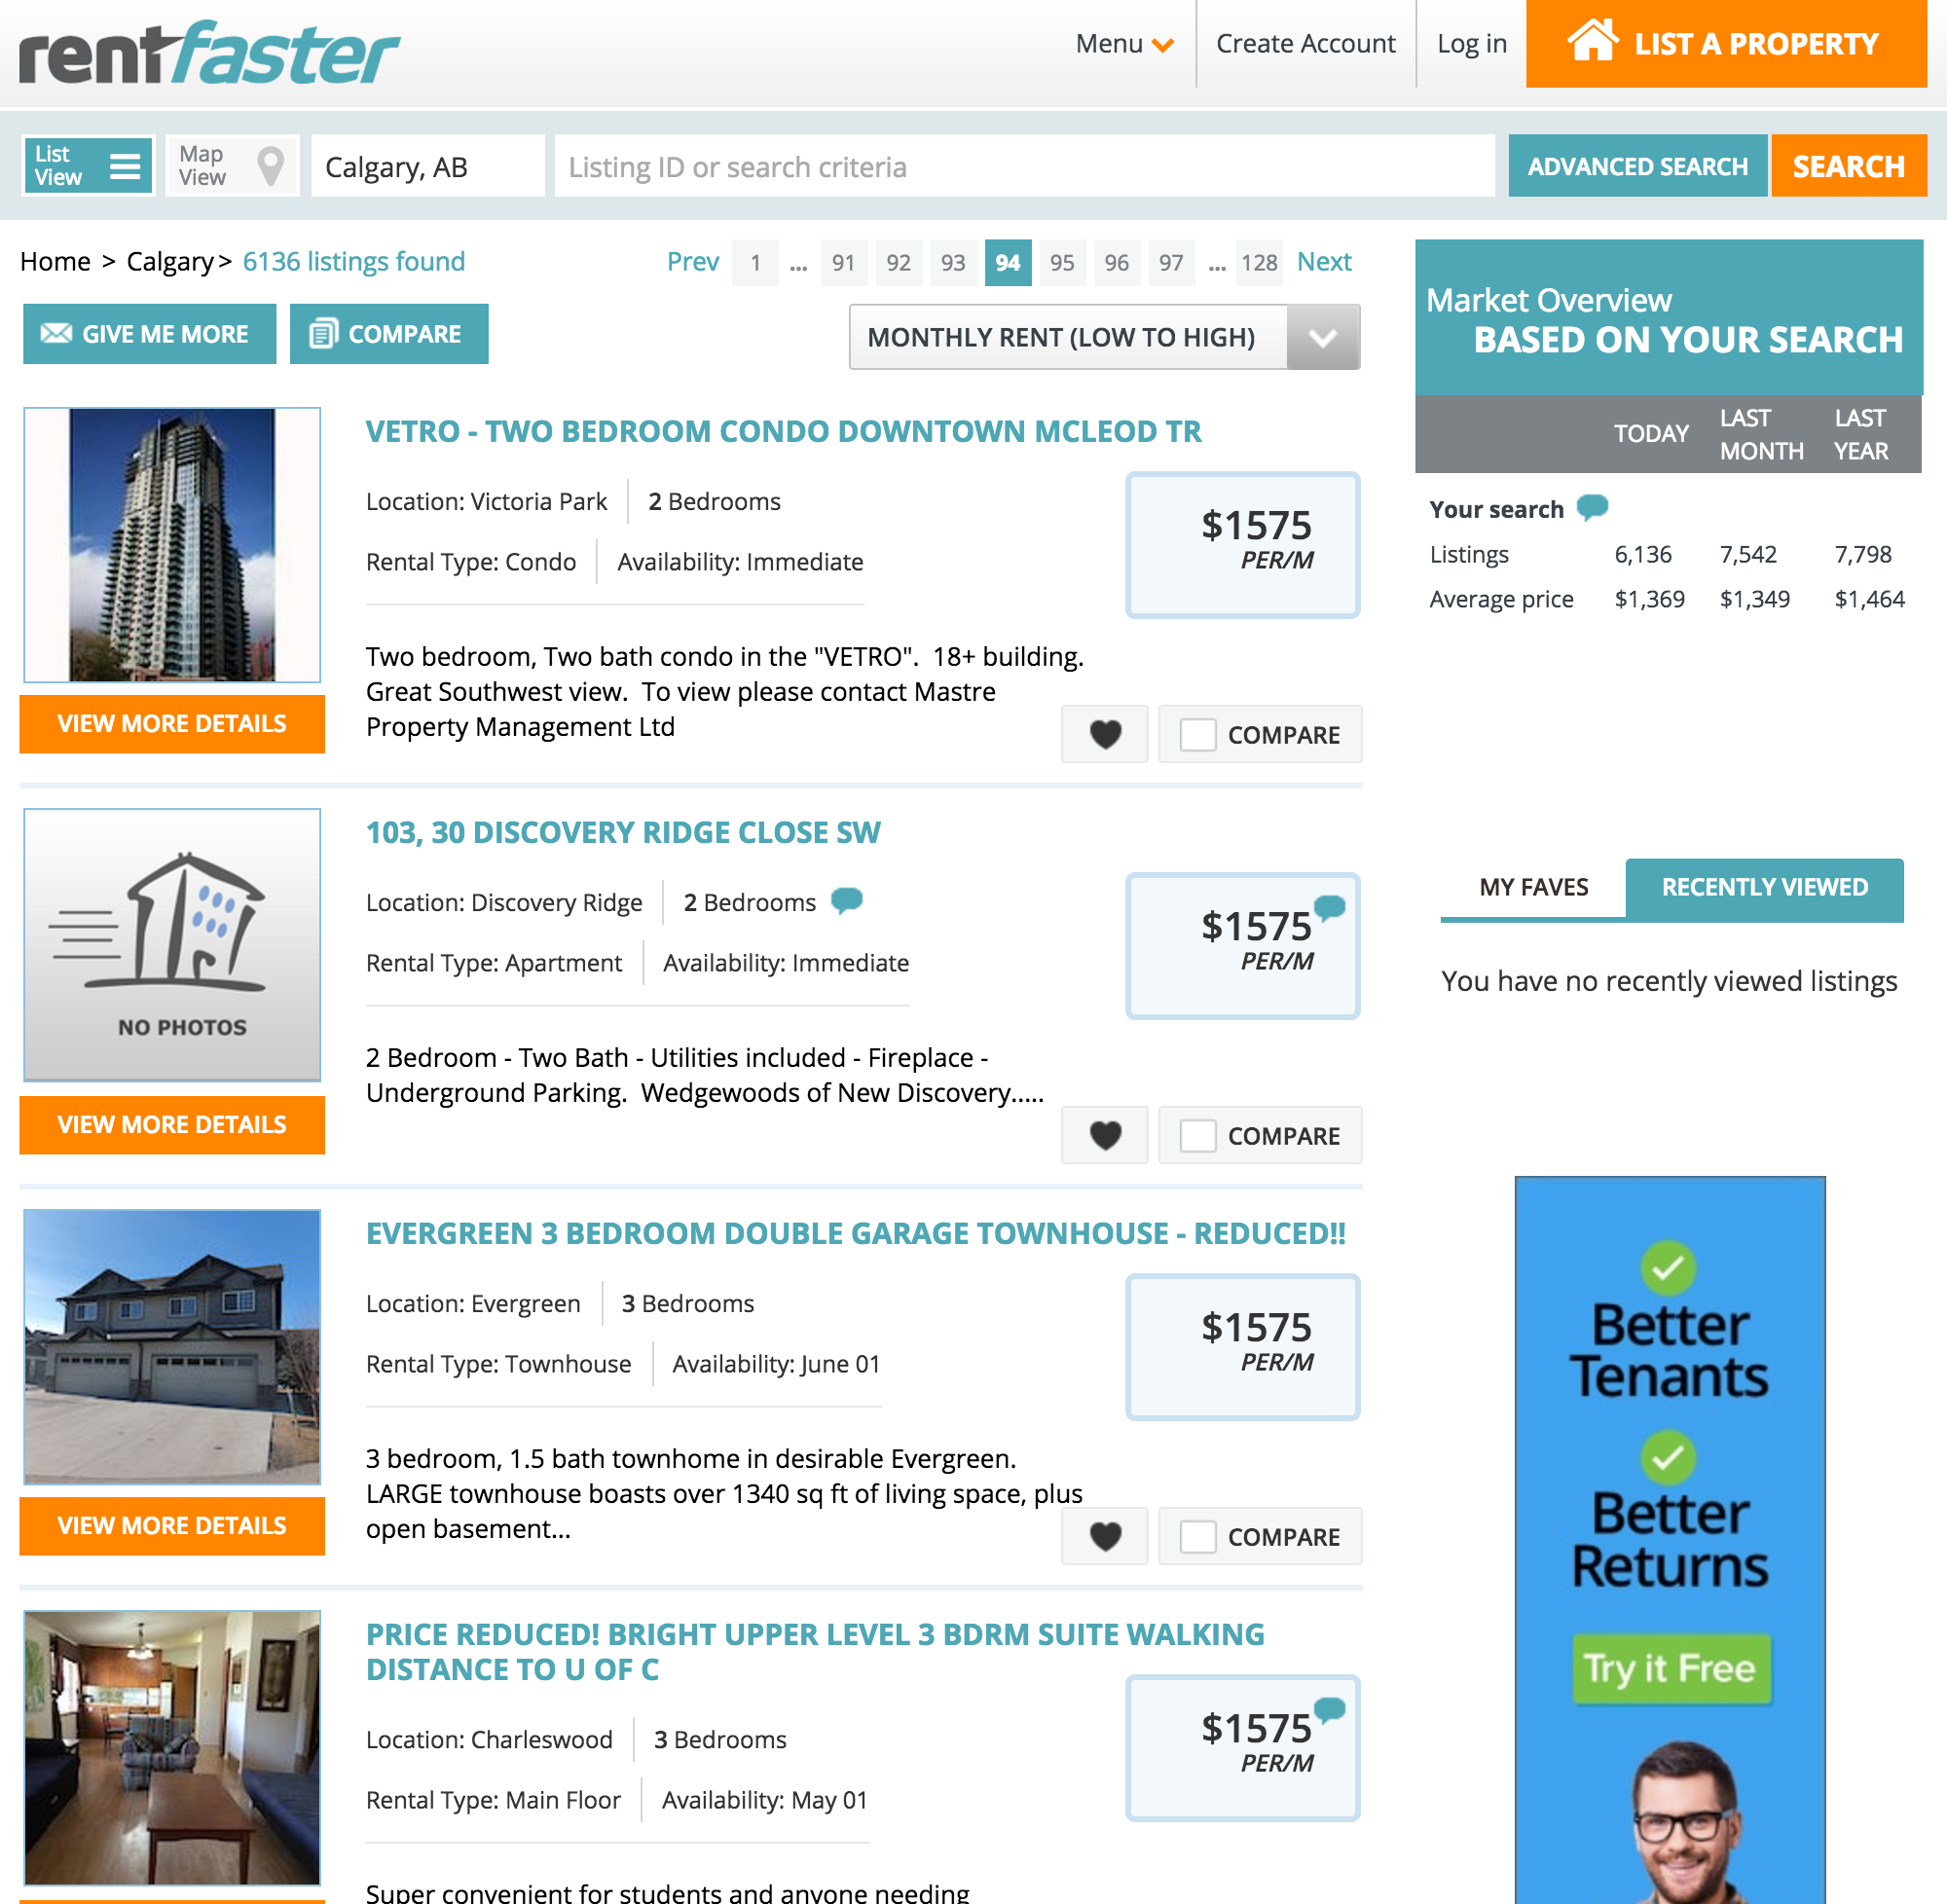 rentfaster
Menu
Create Account
Log in
LIST A PROPERTY
List View
Map View
Calgary, AB
Listing ID or search criteria
ADVANCED SEARCH
SEARCH
Home > Calgary > 6136 listings found
Prev 1 ... 91 92 93 94 95 96 97 ... 128 Next
GIVE ME MORE
COMPARE
MONTHLY RENT (LOW TO HIGH)
VETRO - TWO BEDROOM CONDO DOWNTOWN MCLEOD TR
Location: Victoria Park
2 Bedrooms
Rental Type: Condo
Availability: Immediate
$1575
PER/M
Two bedroom, Two bath condo in the "VETRO".  18+ building.
Great Southwest view.  To view please contact Mastre
Property Management Ltd
VIEW MORE DETAILS
COMPARE
103, 30 DISCOVERY RIDGE CLOSE SW
Location: Discovery Ridge
2 Bedrooms
Rental Type: Apartment
Availability: Immediate
$1575
PER/M
NO PHOTOS
2 Bedroom - Two Bath - Utilities included - Fireplace -
Underground Parking.  Wedgewoods of New Discovery.....
VIEW MORE DETAILS
COMPARE
EVERGREEN 3 BEDROOM DOUBLE GARAGE TOWNHOUSE - REDUCED!!
Location: Evergreen
3 Bedrooms
Rental Type: Townhouse
Availability: June 01
$1575
PER/M
3 bedroom, 1.5 bath townhome in desirable Evergreen.
LARGE townhouse boasts over 1340 sq ft of living space, plus
open basement...
VIEW MORE DETAILS
COMPARE
PRICE REDUCED! BRIGHT UPPER LEVEL 3 BDRM SUITE WALKING
DISTANCE TO U OF C
Location: Charleswood
3 Bedrooms
Rental Type: Main Floor
Availability: May 01
$1575
PER/M
Super convenient for students and anyone needing
Market Overview
BASED ON YOUR SEARCH
TODAY LAST MONTH LAST YEAR
Your search
Listings 6,136 7,542 7,798
Average price $1,369 $1,349 $1,464
MY FAVES
RECENTLY VIEWED
You have no recently viewed listings
Better
Tenants
Better
Returns
Try it Free